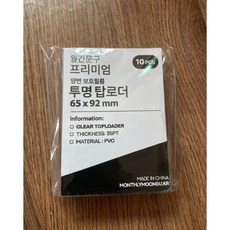 월간문구
10 PCS
프리미엄
양면 보호필름
투명 탑로더
65 x 92 mm
information:
CLEAR TOPLOADER
THICKNESS: 35PT
MATERIAL: PVC
MADE IN CHINA
MONTHLYMOONGU.KR